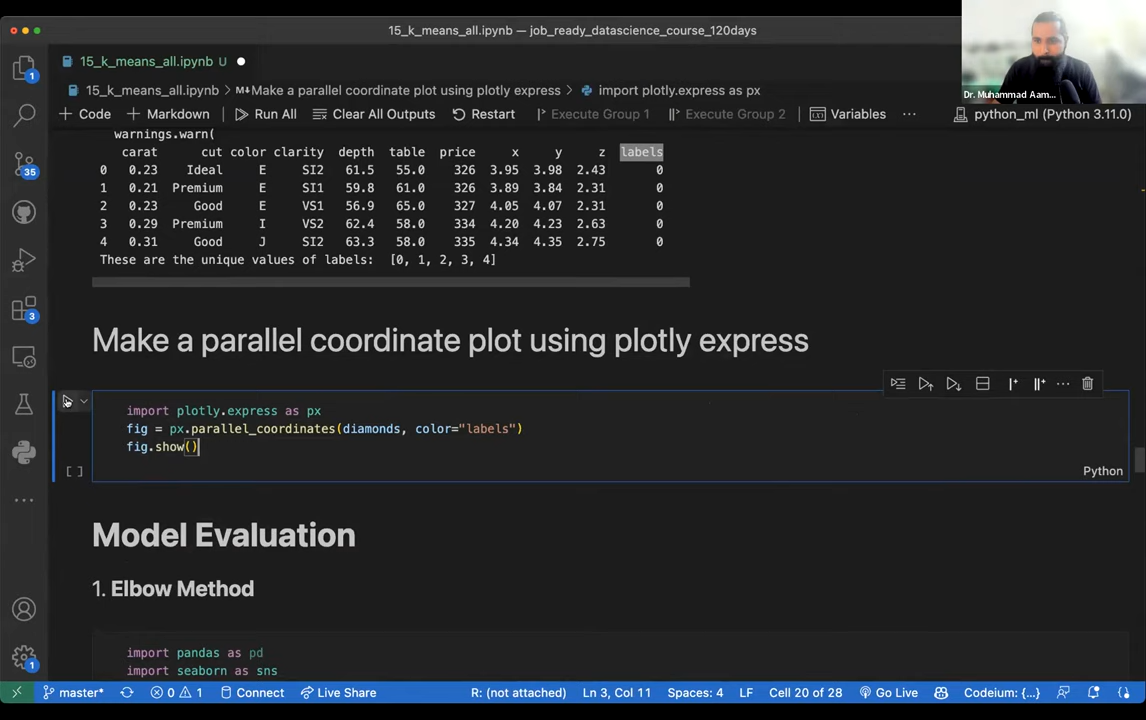 15_k_means_all.ipynb — job_ready_datascience_course_120days
15_k_means_all.ipynb U
15_k_means_all.ipynb > M↓Make a parallel coordinate plot using plotly express > import plotly.express as px
+ Code + Markdown Run All Clear All Outputs Restart Execute Group 1 Execute Group 2 Variables ... python_ml (Python 3.11.0)
Dr. Muhammad Aam...
warnings.warn(
carat cut color clarity depth table price x y z labels
0 0.23 Ideal E SI2 61.5 55.0 326 3.95 3.98 2.43 0
1 0.21 Premium E SI1 59.8 61.0 326 3.89 3.84 2.31 0
2 0.23 Good E VS1 56.9 65.0 327 4.05 4.07 2.31 0
3 0.29 Premium I VS2 62.4 58.0 334 4.20 4.23 2.63 0
4 0.31 Good J SI2 63.3 58.0 335 4.34 4.35 2.75 0
These are the unique values of labels: [0, 1, 2, 3, 4]
Make a parallel coordinate plot using plotly express
import plotly.express as px
fig = px.parallel_coordinates(diamonds, color="labels")
fig.show()
[ ]
Python
Model Evaluation
1. Elbow Method
import pandas as pd
import seaborn as sns
1
35
3
1
master* 0 1 Connect Live Share R: (not attached) Ln 3, Col 11 Spaces: 4 LF Cell 20 of 28 Go Live Codeium: {...}